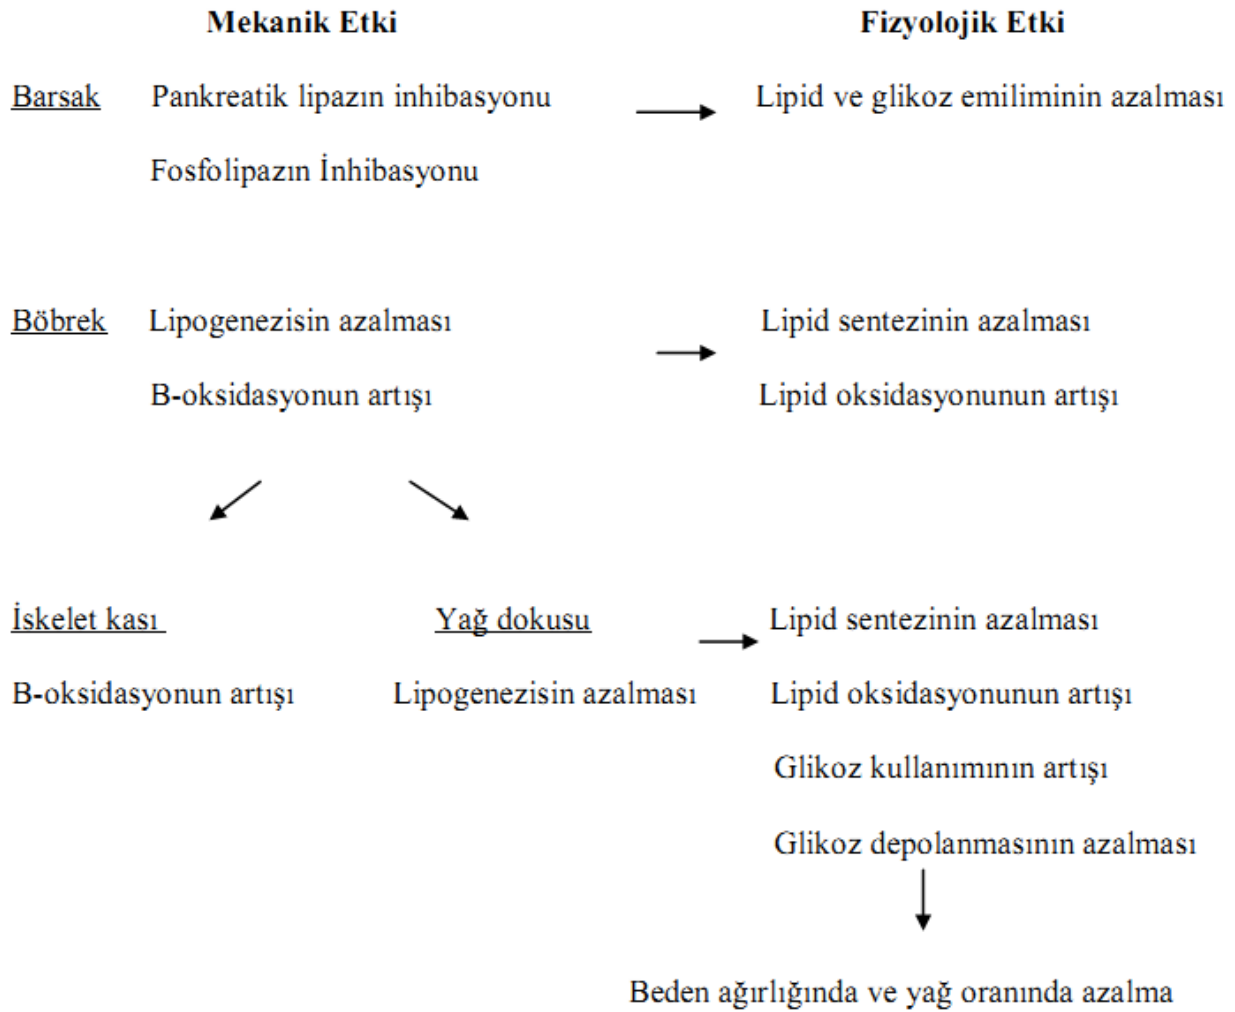 Mekanik Etki Fizyolojik Etki
Barsak Pankreatik lipazın inhibasyonu Lipid ve glikoz emiliminin azalması
Fosfolipazın İnhibasyonu
Böbrek Lipogenezisin azalması Lipid sentezinin azalması
B-oksidasyonun artışı Lipid oksidasyonunun artışı
İskelet kası Yağ dokusu Lipid sentezinin azalması
B-oksidasyonun artışı Lipogenezisin azalması Lipid oksidasyonunun artışı
Glikoz kullanımının artışı
Glikoz depolanmasının azalması
Beden ağırlığında ve yağ oranında azalma